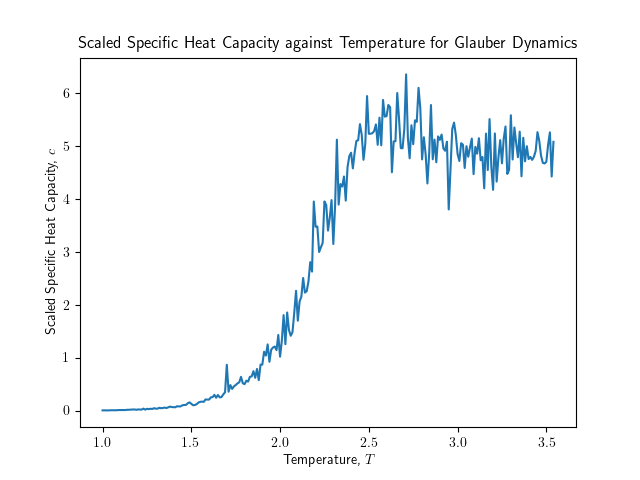 Scaled Specific Heat Capacity against Temperature for Glauber Dynamics
Scaled Specific Heat Capacity, c
6
5
4
3
2
1
0
1.0 1.5 2.0 2.5 3.0 3.5
Temperature, T